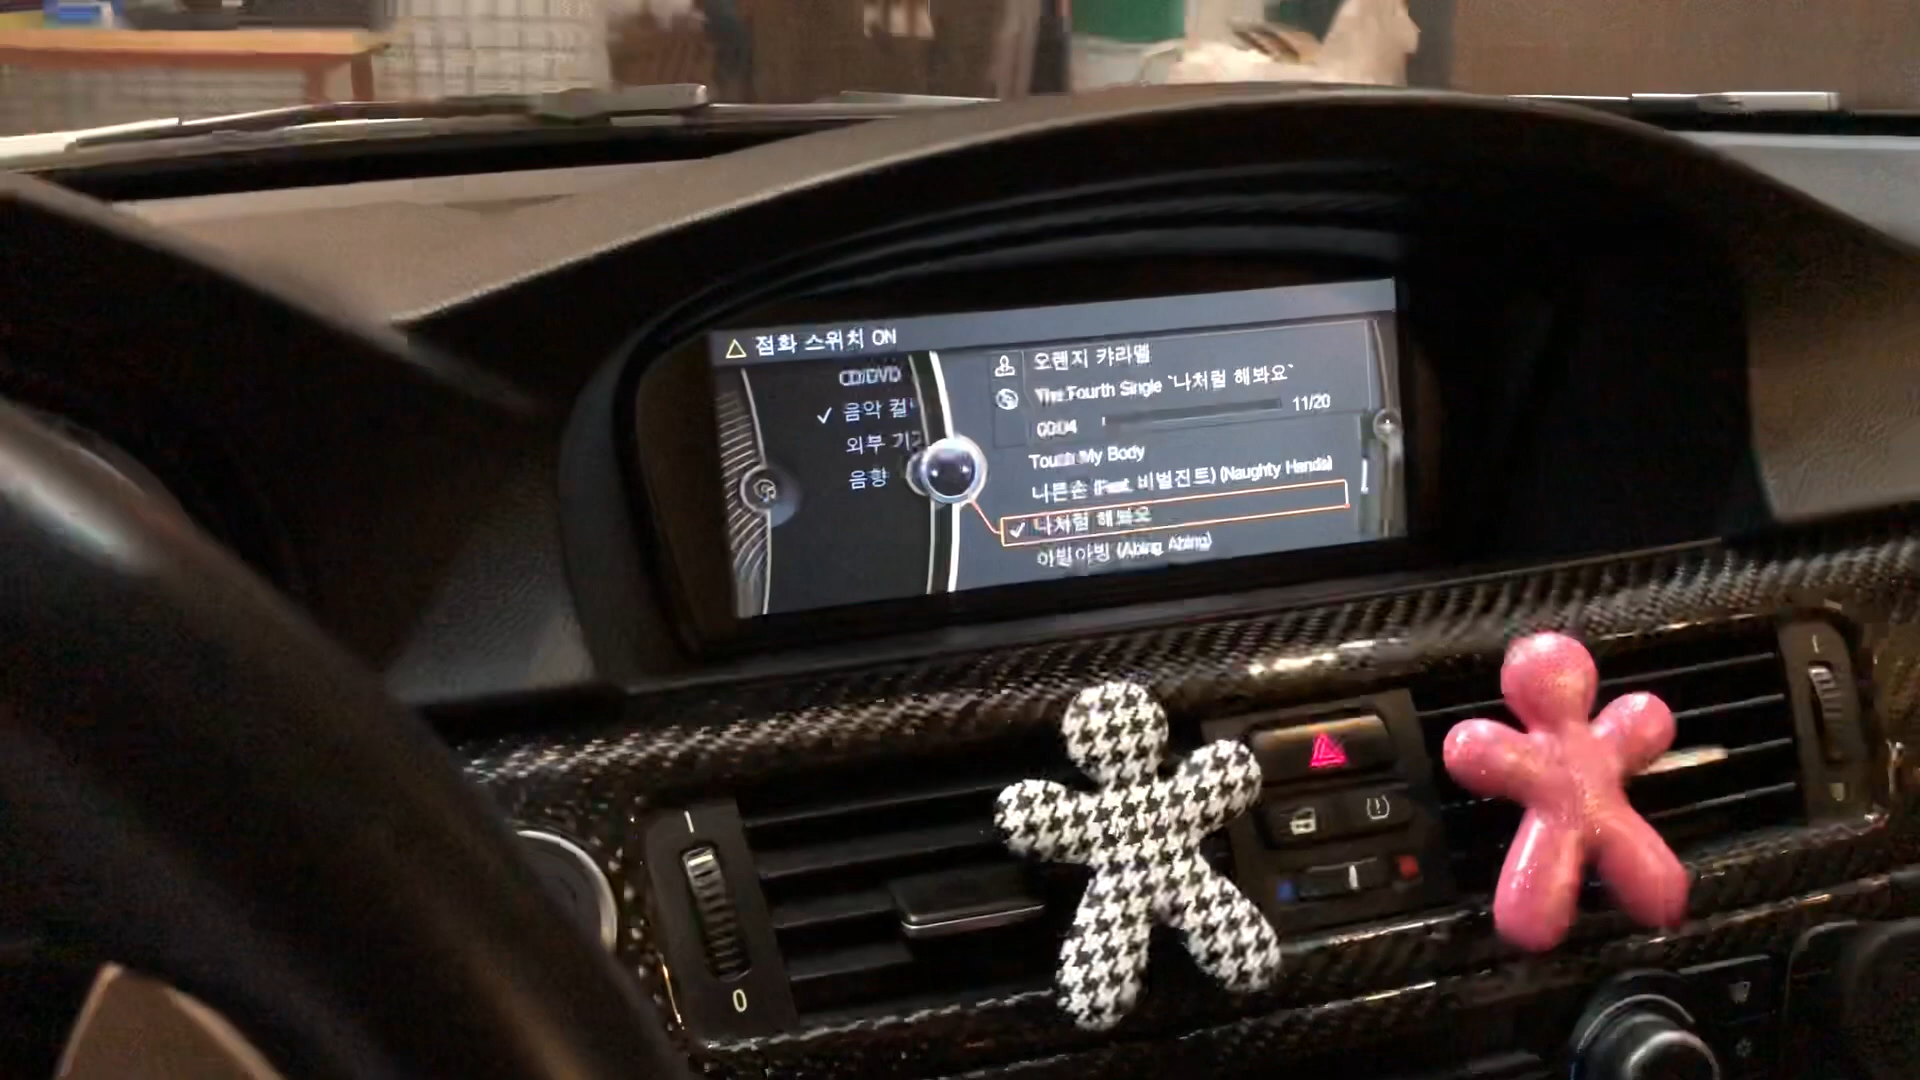 점화 스위치 ON
CD/DVD
음악 컬
외부 기기
음향
오렌지 캬라멜
The Fourth Single `나처럼 해봐요`
00:04
11/20
Touch My Body
나쁜손 (Feat. 비범진트) (Naughty Hands)
나처럼 해봐요
아빙아빙 (Abing Abing)
0